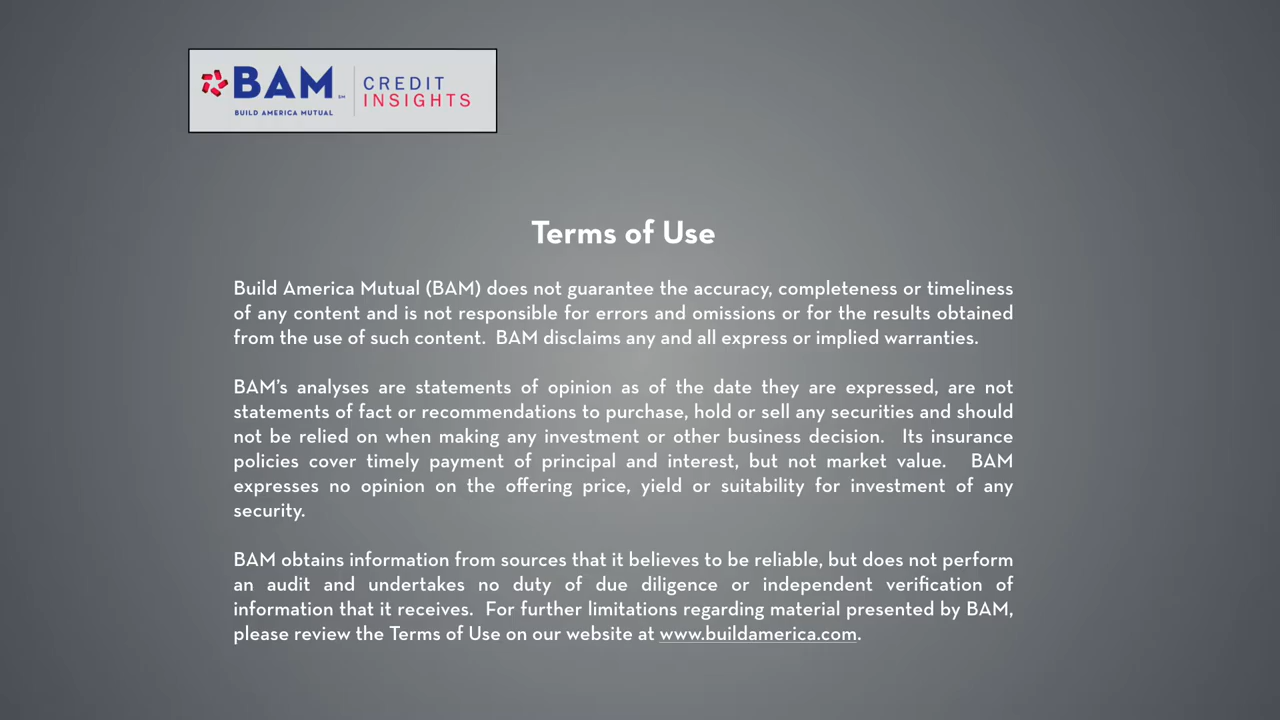 BAM SM
BUILD AMERICA MUTUAL
CREDIT
INSIGHTS
Terms of Use
Build America Mutual (BAM) does not guarantee the accuracy, completeness or timeliness
of any content and is not responsible for errors and omissions or for the results obtained
from the use of such content.  BAM disclaims any and all express or implied warranties.
BAM's analyses are statements of opinion as of the date they are expressed, are not
statements of fact or recommendations to purchase, hold or sell any securities and should
not be relied on when making any investment or other business decision.  Its insurance
policies cover timely payment of principal and interest, but not market value.  BAM
expresses no opinion on the offering price, yield or suitability for investment of any
security.
BAM obtains information from sources that it believes to be reliable, but does not perform
an audit and undertakes no duty of due diligence or independent verification of
information that it receives.  For further limitations regarding material presented by BAM,
please review the Terms of Use on our website at www.buildamerica.com.